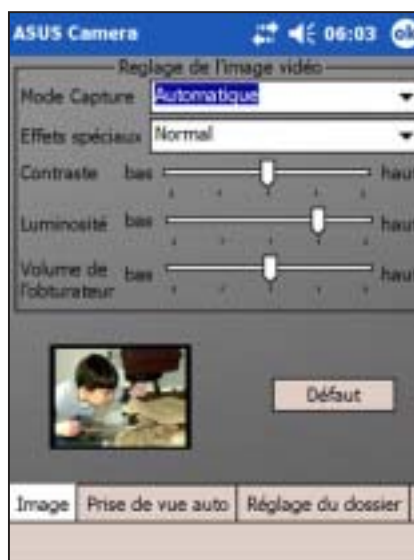 ASUS Camera 06:03 ok
Reglage de l'image vidéo
Mode Capture Automatique
Effets spéciaux Normal
Contraste bas haut
Luminosité bas haut
Volume de l'obturateur bas haut
Défaut
Image Prise de vue auto Réglage du dossier